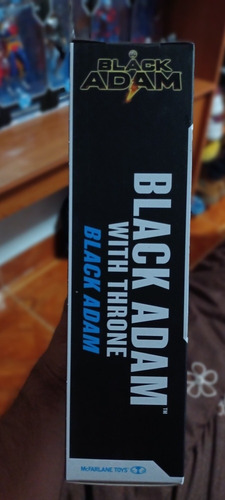 BLACK
ADAM
BLACK ADAM™
WITH THRONE
BLACK ADAM
McFARLANE TOYS